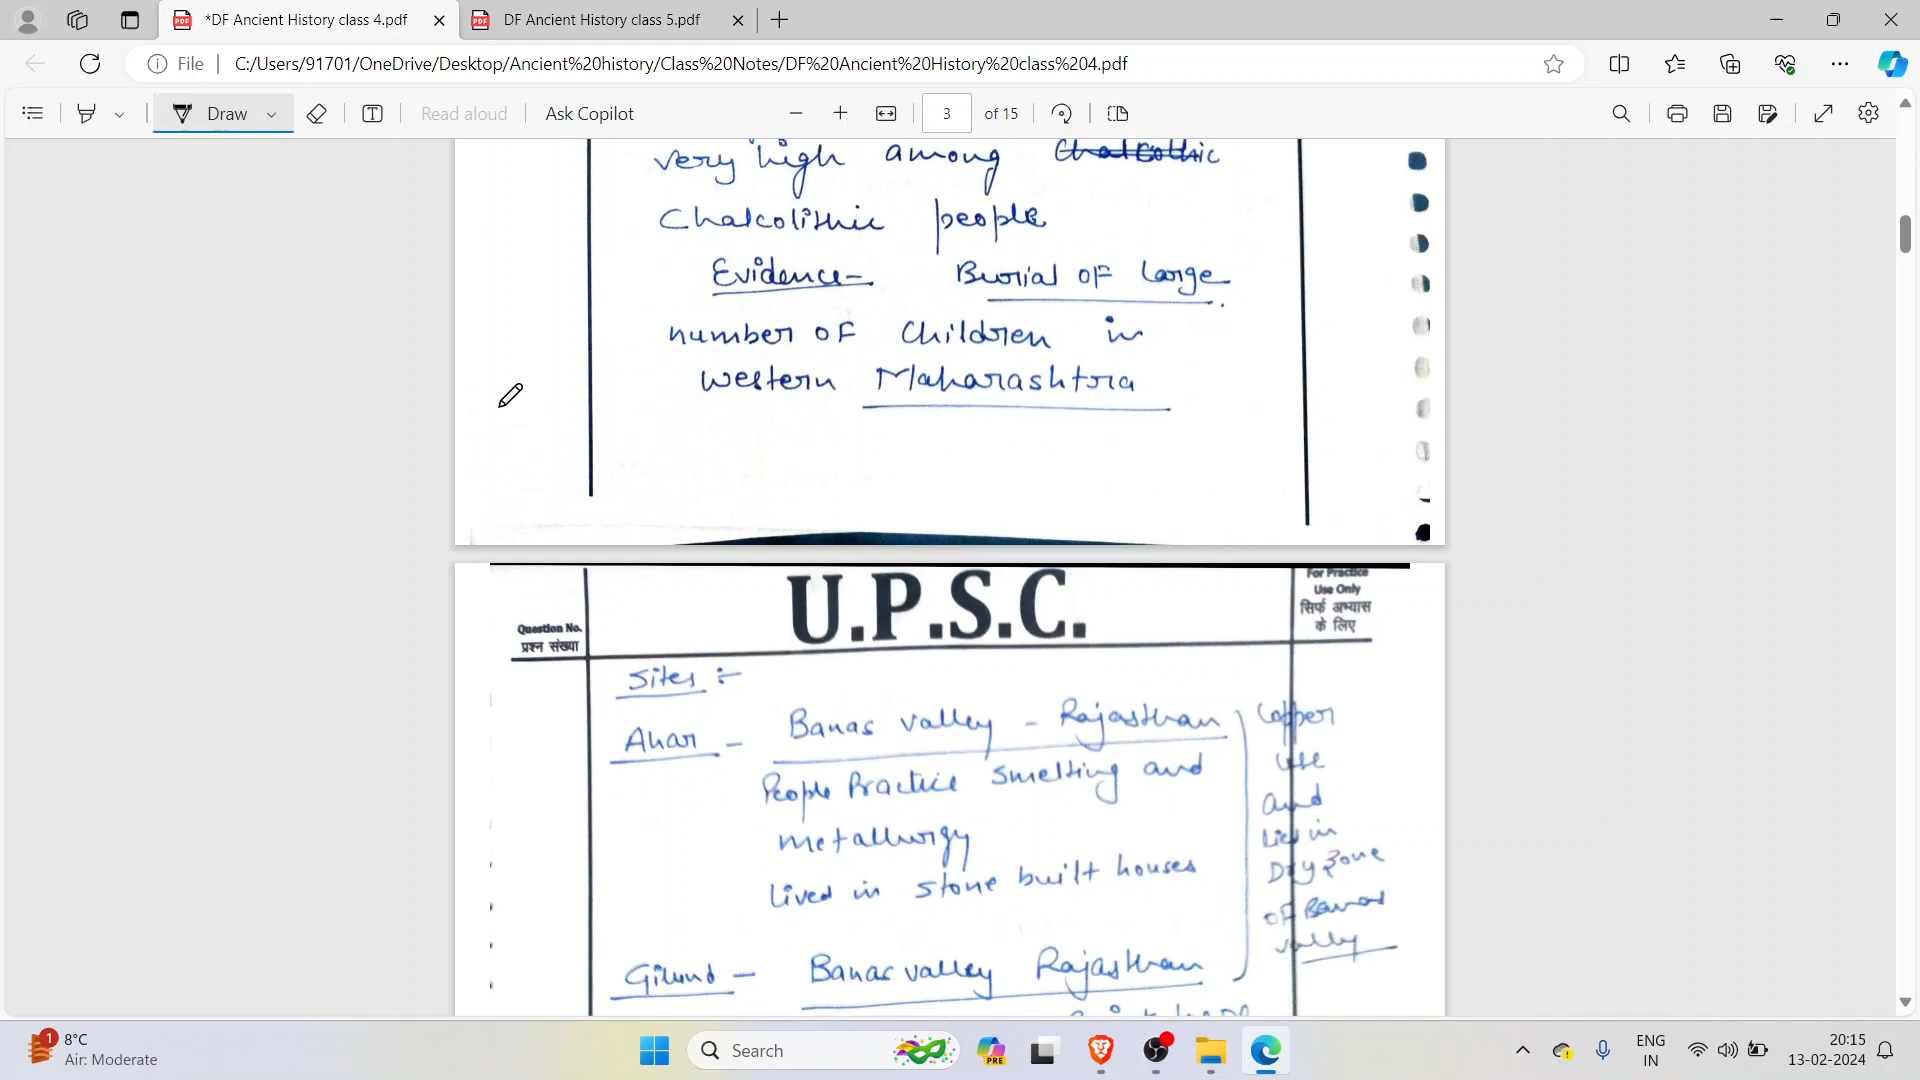 *DF Ancient History class 4.pdf
DF Ancient History class 5.pdf
File
C:/Users/91701/OneDrive/Desktop/Ancient%20history/Class%20Notes/DF%20Ancient%20History%20class%204.pdf
Draw
Read aloud
Ask Copilot
3
of 15
very high among Chalcolithic
Chalcolithic people
Evidence- Burial of large
number of Children in
western Maharashtra
Question No.
प्रश्न संख्या
U.P.S.C.
For Practice
Use Only
सिर्फ अभ्यास
के लिए
Sites :-
Ahar - Banas valley - Rajasthan
People Practice smelting and
metallurgy
Lived in stone built houses
Copper
use
and
Lies in
Dry zone
of Banas
valley
Gilund - Banas valley Rajasthan
1
8°C
Air: Moderate
Search
PRE
ENG
IN
20:15
13-02-2024